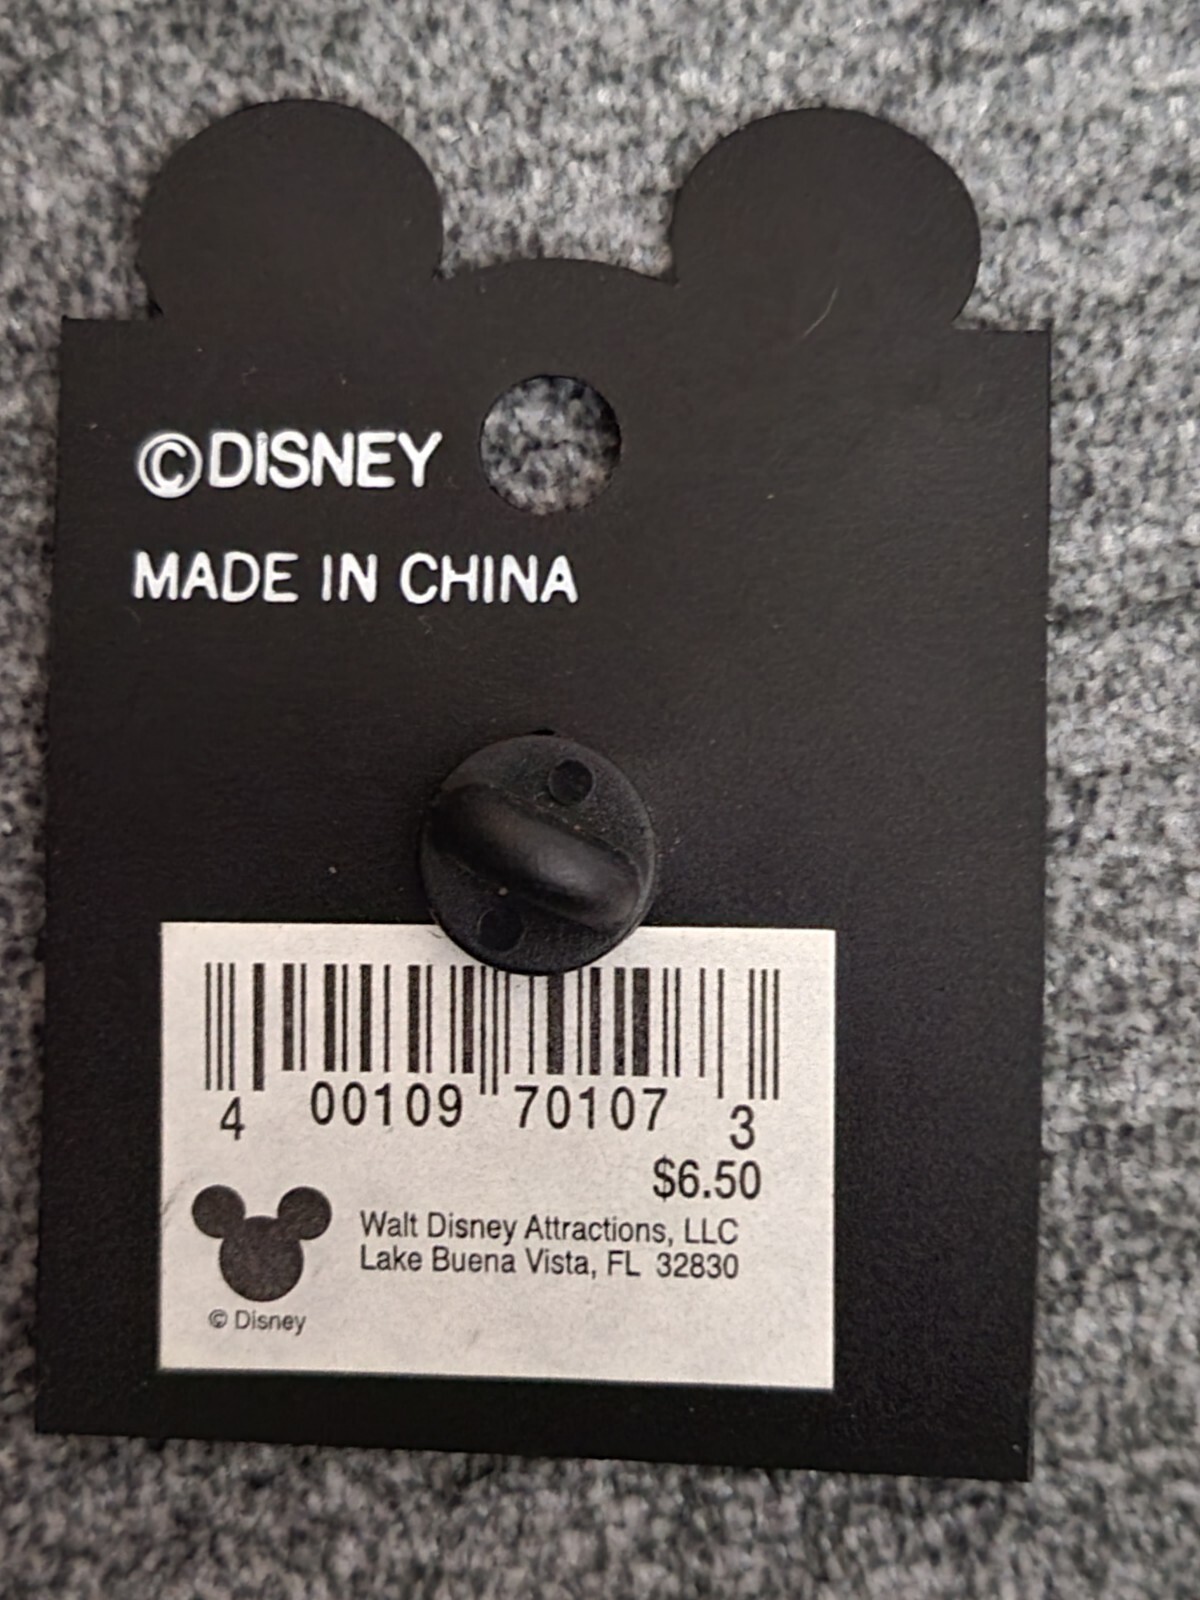 ©DISNEY
MADE IN CHINA
4 00109 70107 3
$6.50
Walt Disney Attractions, LLC
Lake Buena Vista, FL 32830
© Disney